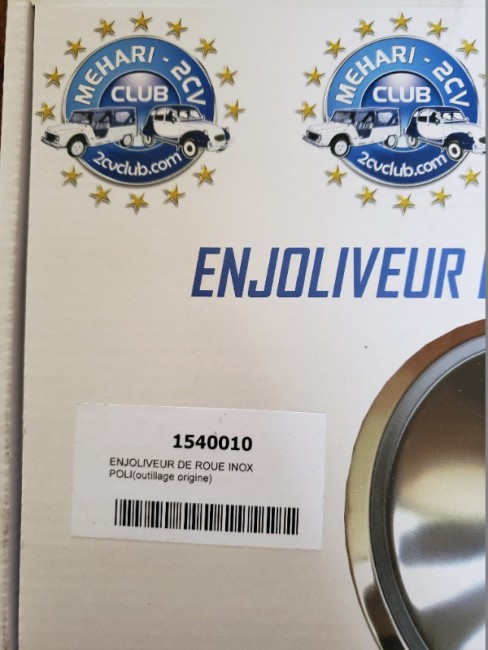 MEHARI - 2CV
CLUB
2cvclub.com
MEHARI - 2CV
CLUB
2cvclub.com
ENJOLIVEUR
1540010
ENJOLIVEUR DE ROUE INOX
POLI(outillage origine)